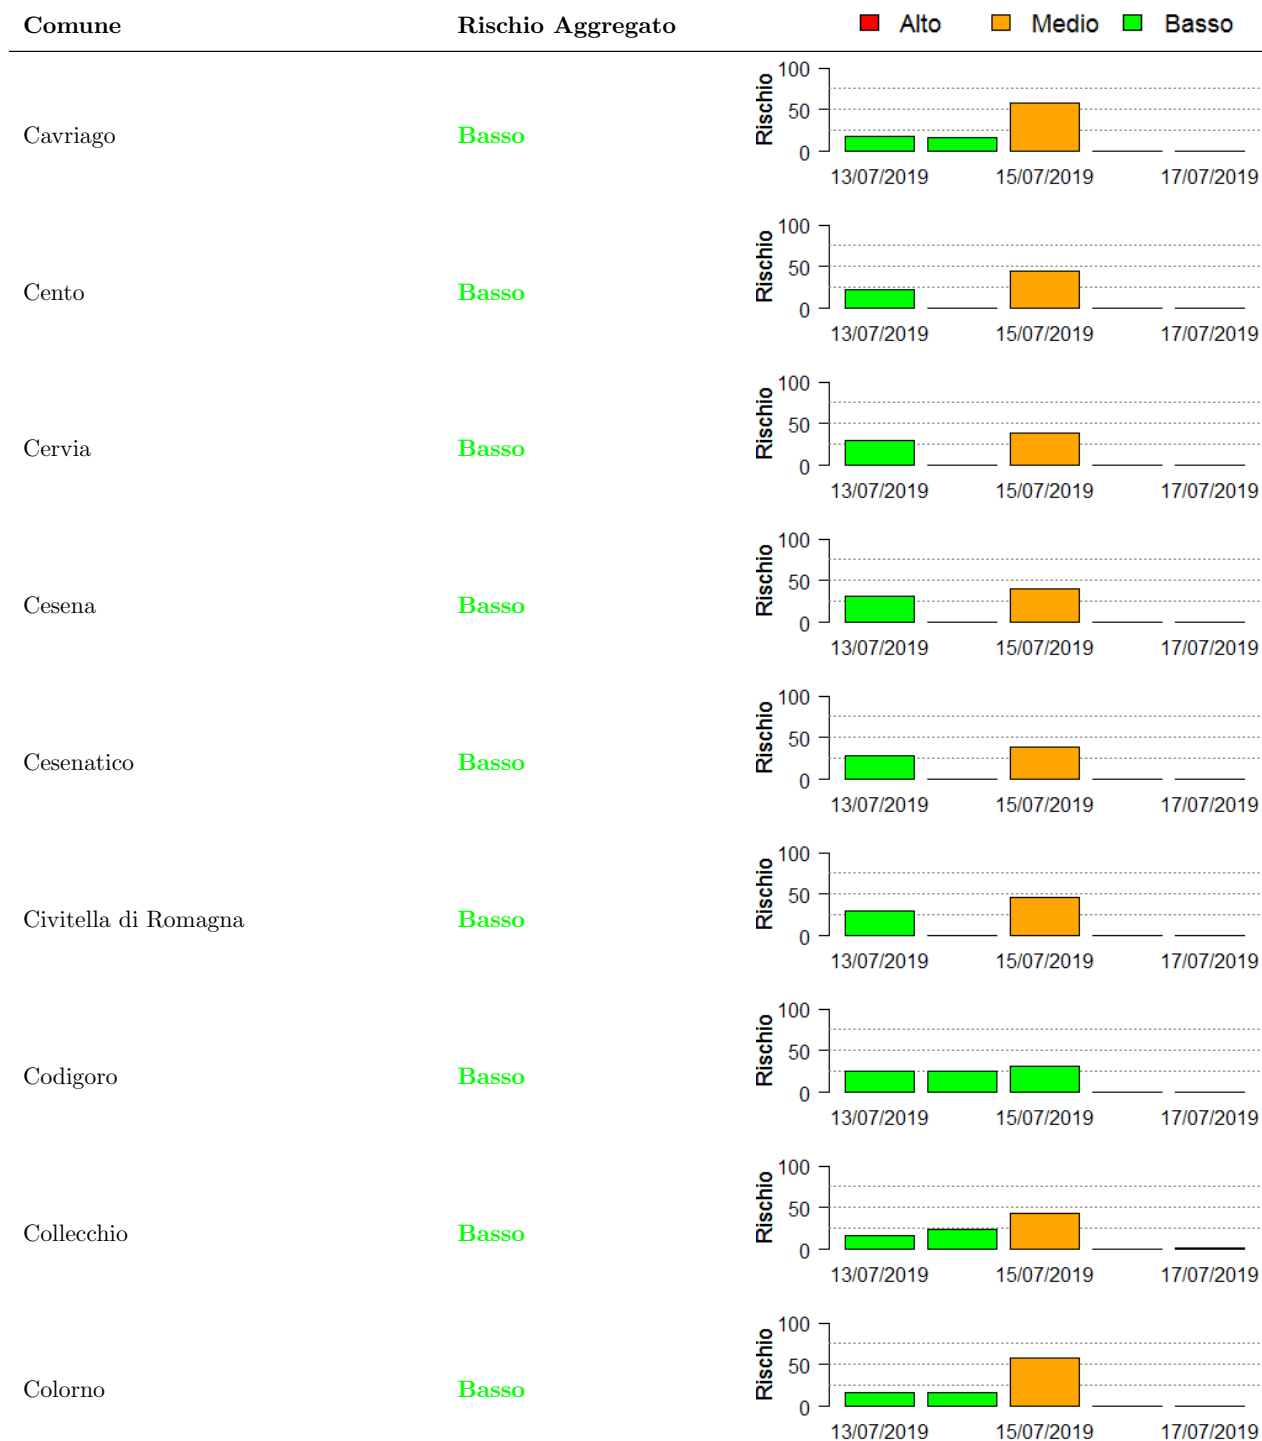 Comune Rischio Aggregato Alto Medio Basso
Cavriago Basso Rischio 100 50 0
13/07/2019 15/07/2019 17/07/2019
Cento Basso Rischio 100 50 0
13/07/2019 15/07/2019 17/07/2019
Cervia Basso Rischio 100 50 0
13/07/2019 15/07/2019 17/07/2019
Cesena Basso Rischio 100 50 0
13/07/2019 15/07/2019 17/07/2019
Cesenatico Basso Rischio 100 50 0
13/07/2019 15/07/2019 17/07/2019
Civitella di Romagna Basso Rischio 100 50 0
13/07/2019 15/07/2019 17/07/2019
Codigoro Basso Rischio 100 50 0
13/07/2019 15/07/2019 17/07/2019
Collecchio Basso Rischio 100 50 0
13/07/2019 15/07/2019 17/07/2019
Colorno Basso Rischio 100 50 0
13/07/2019 15/07/2019 17/07/2019